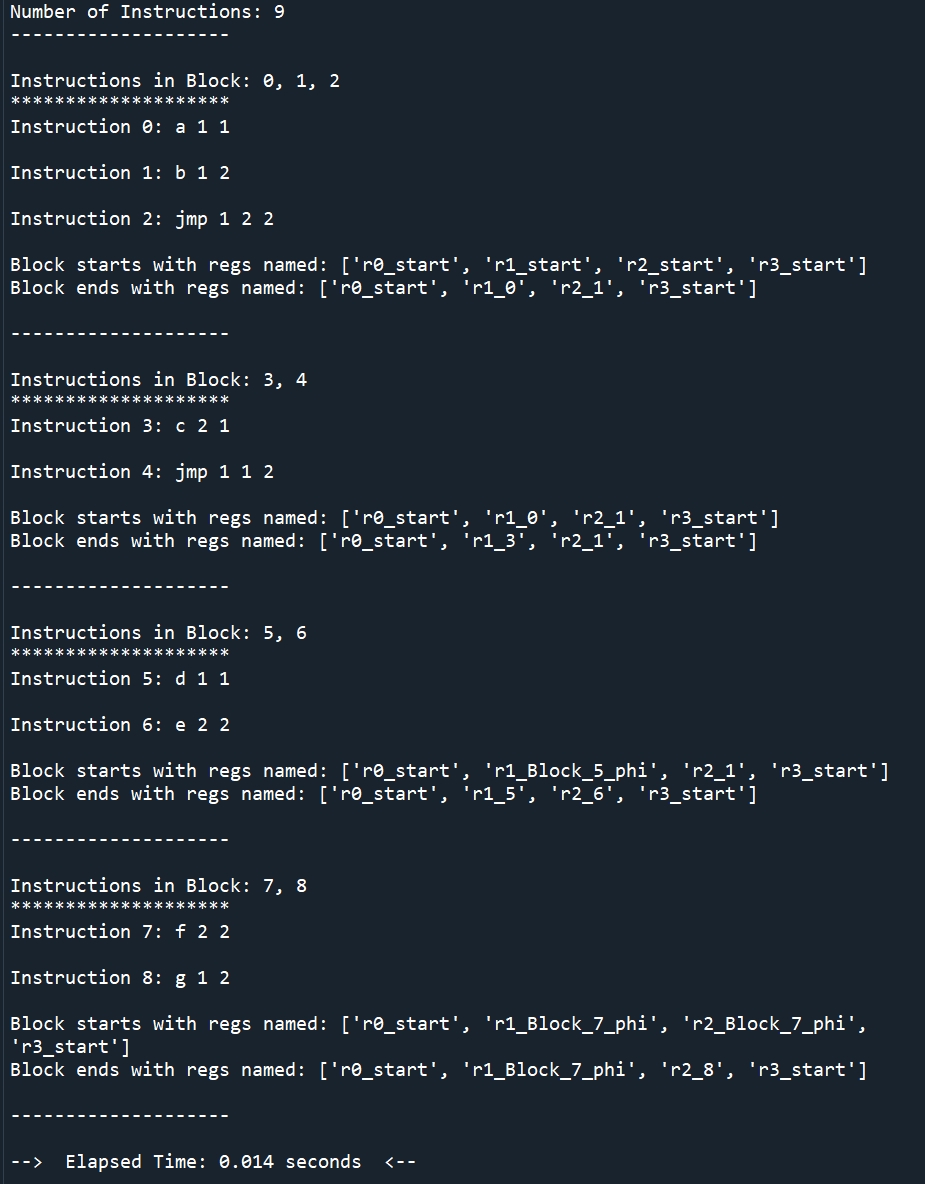 Number of Instructions: 9
--------------------
Instructions in Block: 0, 1, 2
********************
Instruction 0: a 1 1
Instruction 1: b 1 2
Instruction 2: jmp 1 2 2
Block starts with regs named: ['r0_start', 'r1_start', 'r2_start', 'r3_start']
Block ends with regs named: ['r0_start', 'r1_0', 'r2_1', 'r3_start']
--------------------
Instructions in Block: 3, 4
********************
Instruction 3: c 2 1
Instruction 4: jmp 1 1 2
Block starts with regs named: ['r0_start', 'r1_0', 'r2_1', 'r3_start']
Block ends with regs named: ['r0_start', 'r1_3', 'r2_1', 'r3_start']
--------------------
Instructions in Block: 5, 6
********************
Instruction 5: d 1 1
Instruction 6: e 2 2
Block starts with regs named: ['r0_start', 'r1_Block_5_phi', 'r2_1', 'r3_start']
Block ends with regs named: ['r0_start', 'r1_5', 'r2_6', 'r3_start']
--------------------
Instructions in Block: 7, 8
********************
Instruction 7: f 2 2
Instruction 8: g 1 2
Block starts with regs named: ['r0_start', 'r1_Block_7_phi', 'r2_Block_7_phi',
'r3_start']
Block ends with regs named: ['r0_start', 'r1_Block_7_phi', 'r2_8', 'r3_start']
--------------------
-->  Elapsed Time: 0.014 seconds  <--